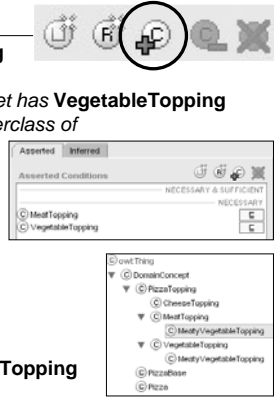 g
et has VegetableTopping
erclass of
Asserted Inferred
Asserted Conditions
NECESSARY & SUFFICIENT
NECESSARY
C MeatTopping
C VegetableTopping
C owl:Thing
C DomainConcept
C PizzaTopping
C CheeseTopping
C MeatTopping
C MeatyVegetableTopping
C VegetableTopping
C MeatyVegetableTopping
C PizzaBase
C Pizza
Topping